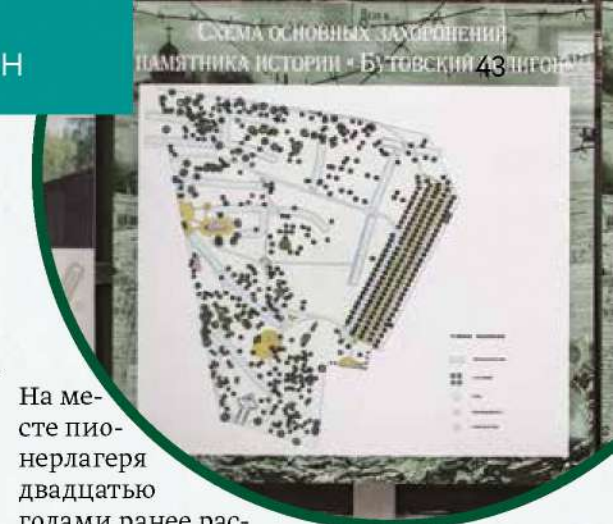 Н
Схема основных захоронений
памятника истории • Бутовский полигон
43
На ме-
сте пио-
нерлагеря
двадцатью
годами ранее рас-